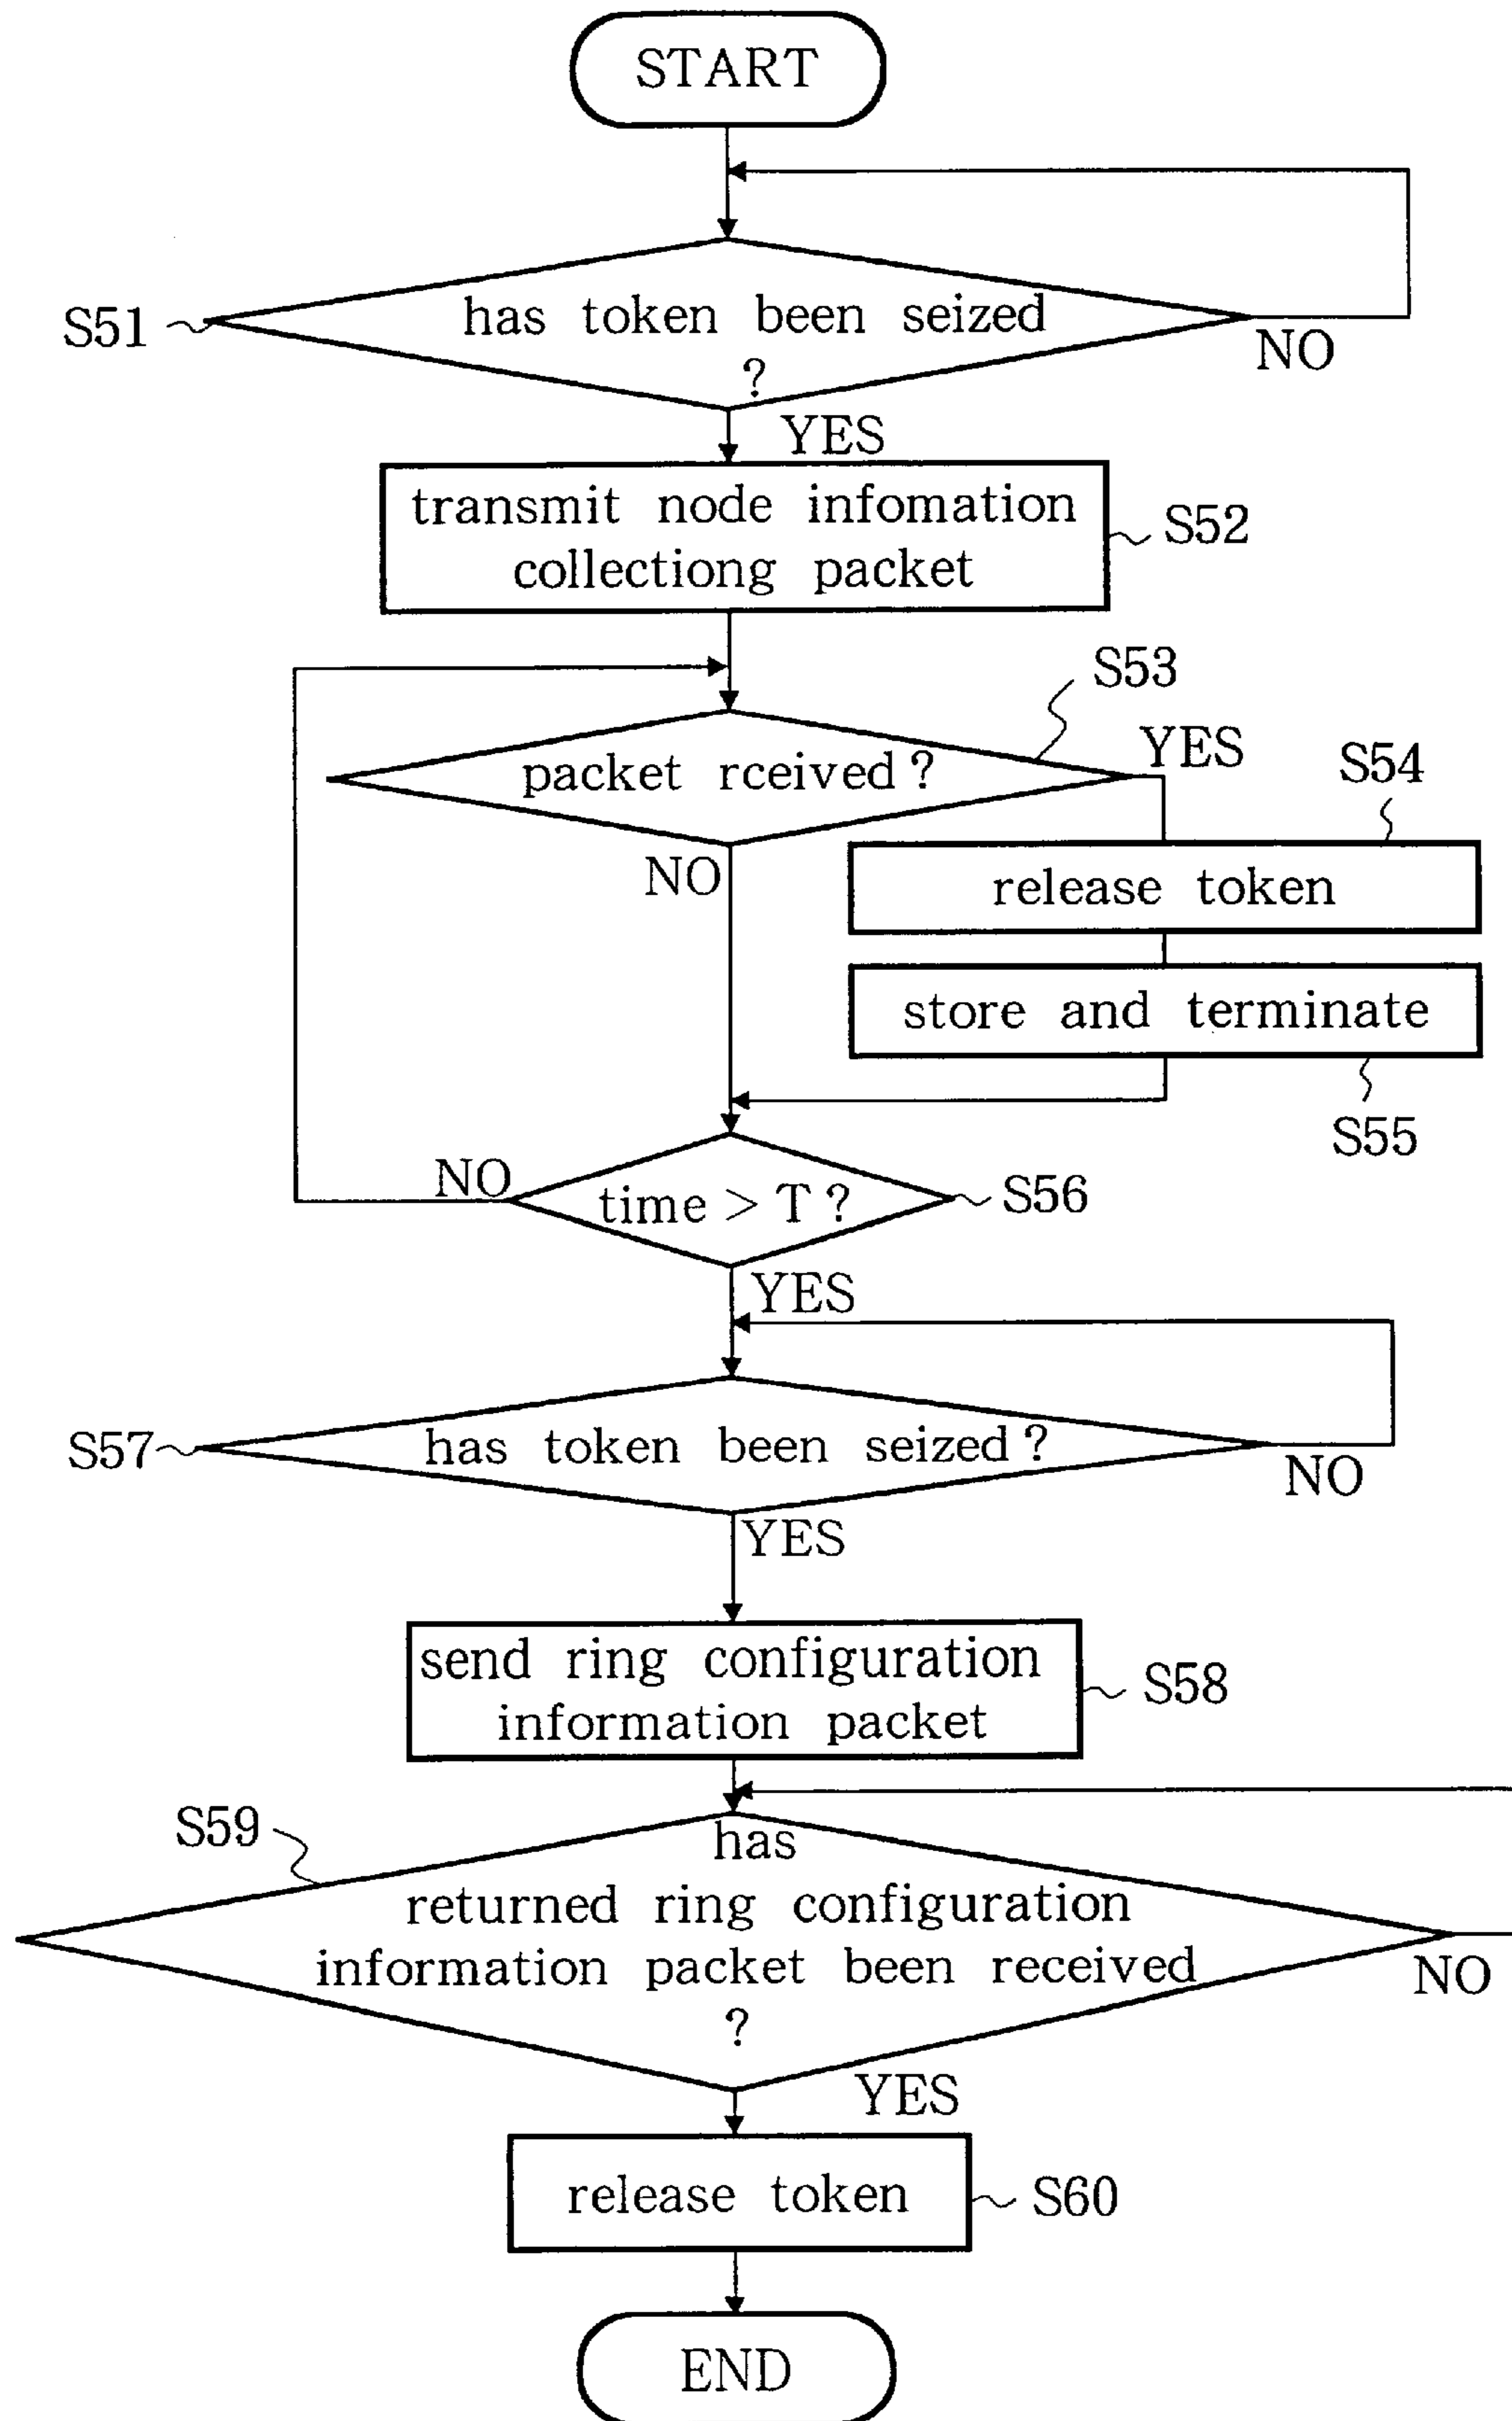 START
S51
has token been seized
?
NO
YES
transmit node infomation
collectiong packet
S52
S53
packet rceived ?
YES
S54
NO
release token
store and terminate
S55
NO
time > T ?
S56
YES
S57
has token been seized ?
NO
YES
send ring configuration
information packet
S58
S59
has
returned ring configuration
information packet been received
?
NO
YES
release token
S60
END